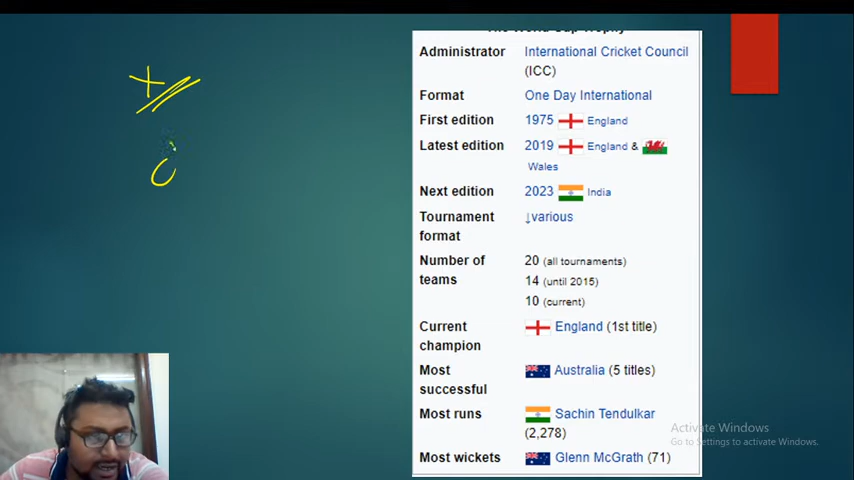 Administrator International Cricket Council
(ICC)
Format One Day International
First edition 1975 England
Latest edition 2019 England &
Wales
Next edition 2023 India
Tournament ↓various
format
Number of 20 (all tournaments)
teams 14 (until 2015)
10 (current)
Current England (1st title)
champion
Most Australia (5 titles)
successful
Most runs Sachin Tendulkar
(2,278)
Most wickets Glenn McGrath (71)
Activate Windows
Go to Settings to activate Windows.